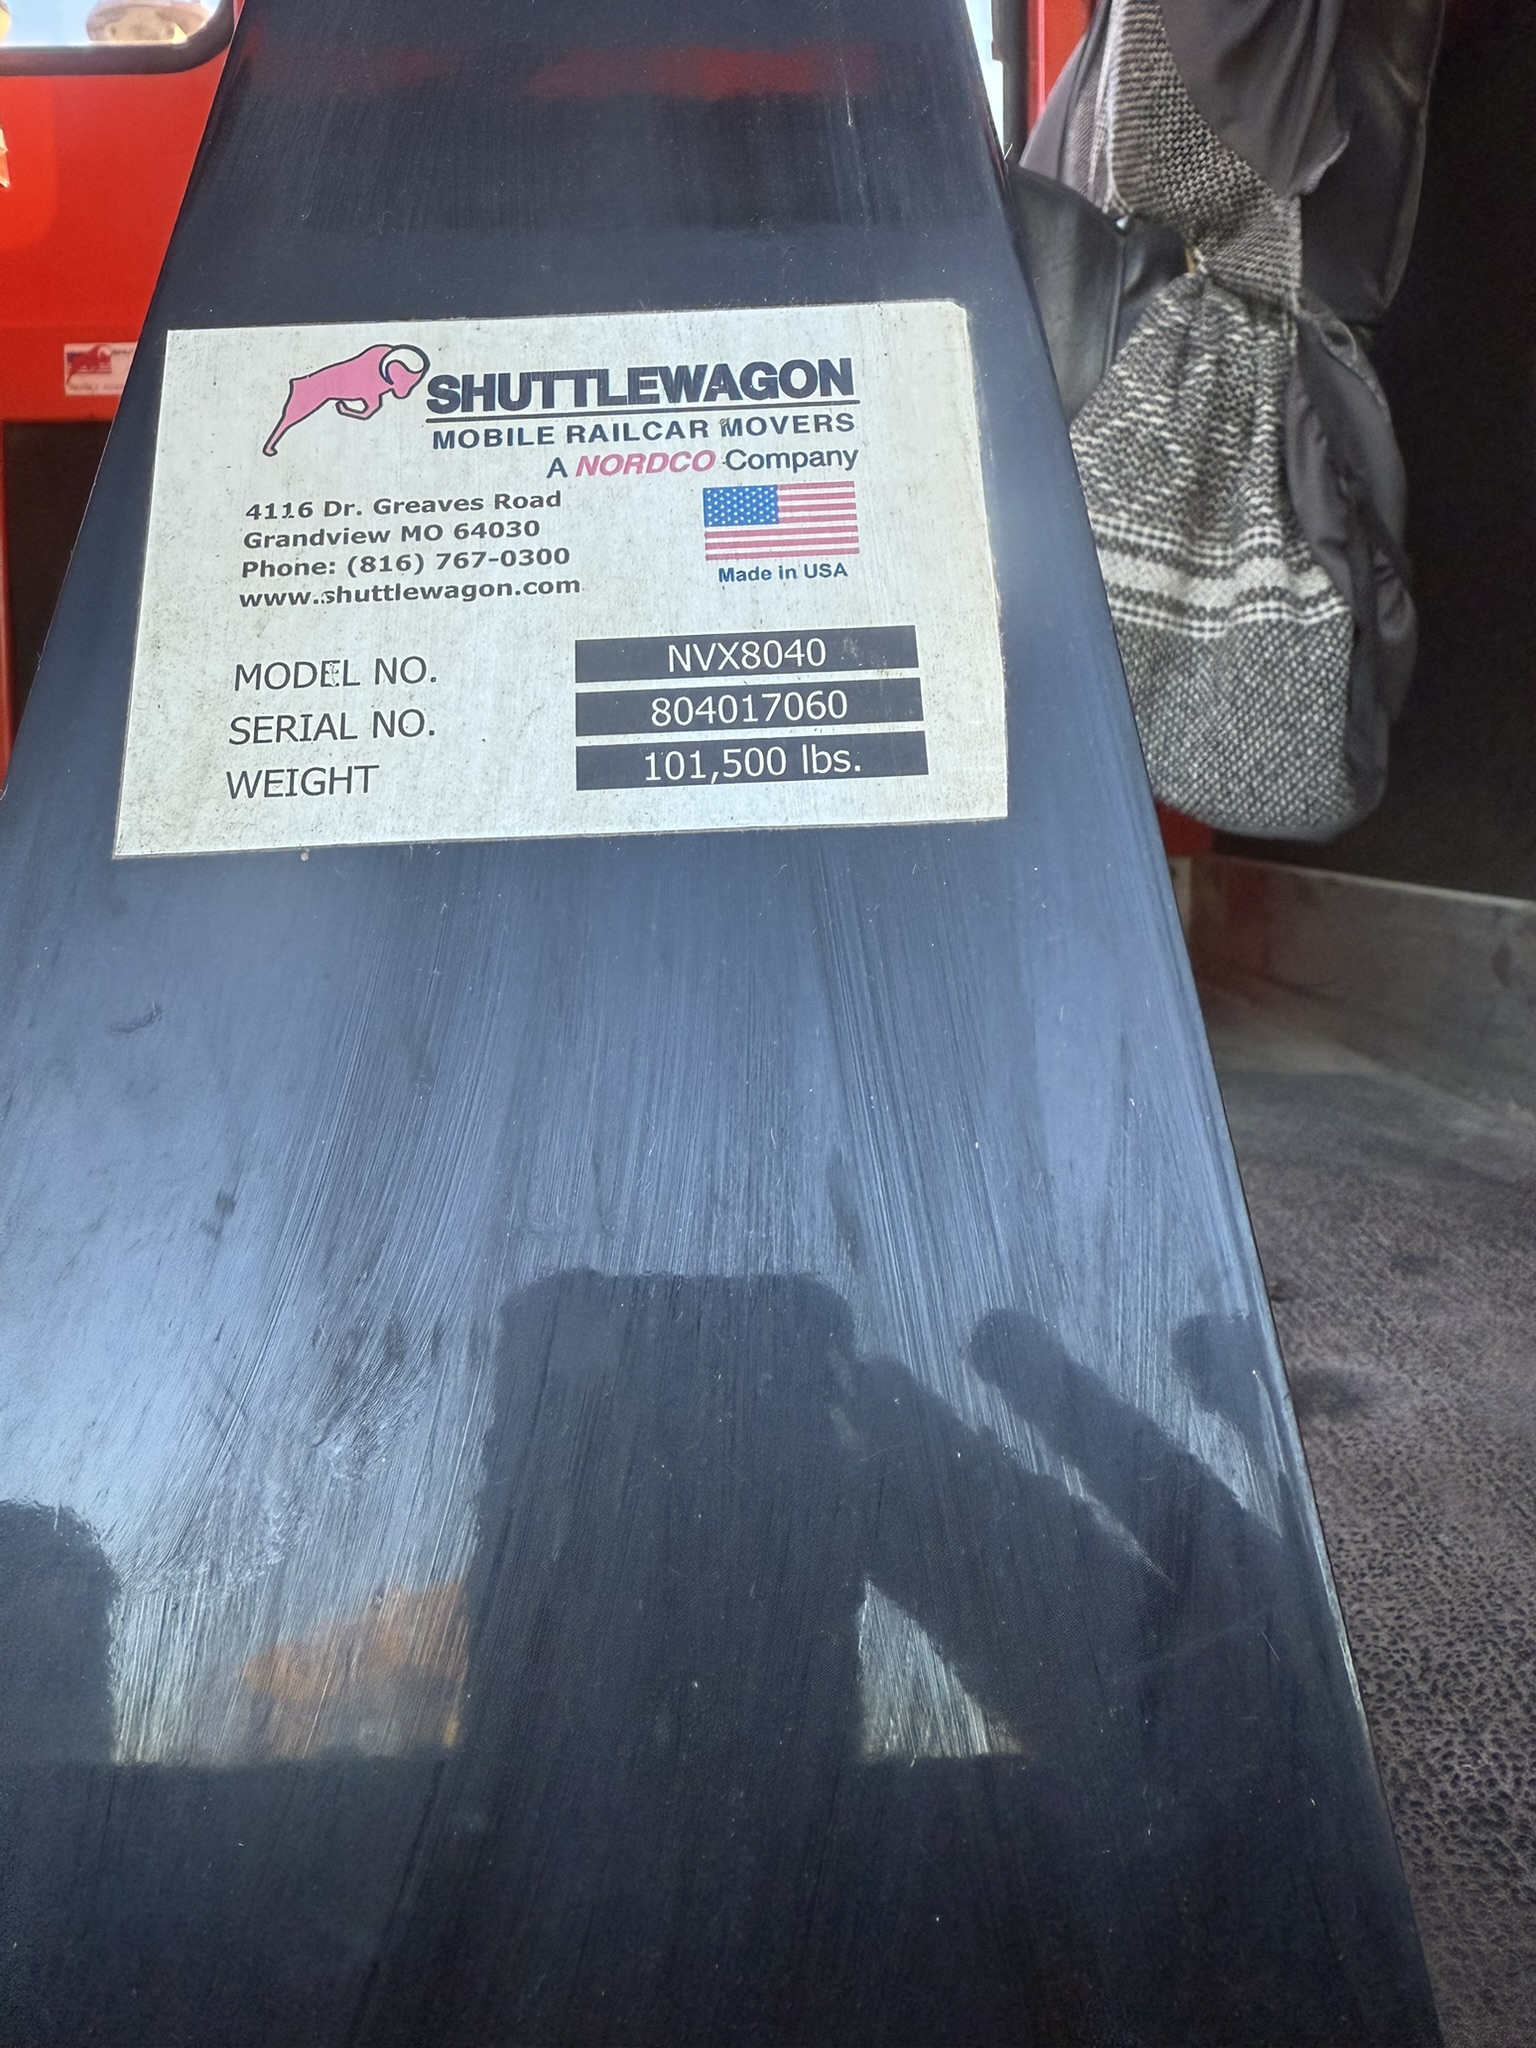 SHUTTLEWAGON
MOBILE RAILCAR MOVERS
A NORDCO Company
4116 Dr. Greaves Road
Grandview MO 64030
Phone: (816) 767-0300
www.shuttlewagon.com
Made in USA
MODEL NO. NVX8040
SERIAL NO. 804017060
WEIGHT 101,500 lbs.